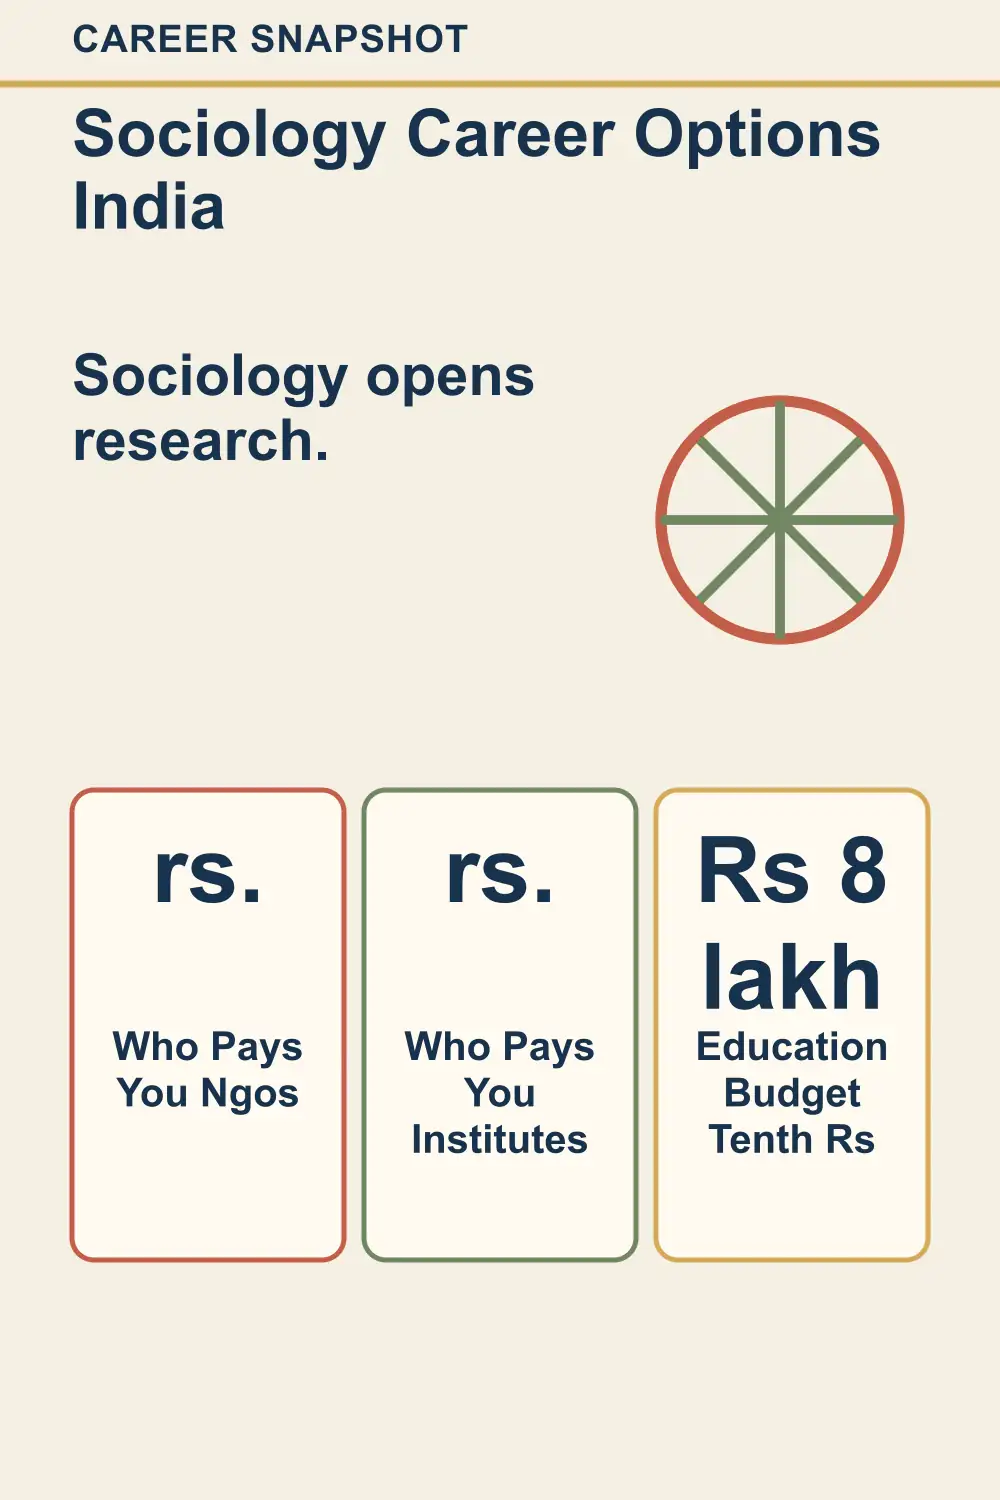 CAREER SNAPSHOT
Sociology Career Options
India
Sociology opens
research.
rs.
Who Pays
You Ngos
rs.
Who Pays
You
Institutes
Rs 8
lakh
Education
Budget
Tenth Rs